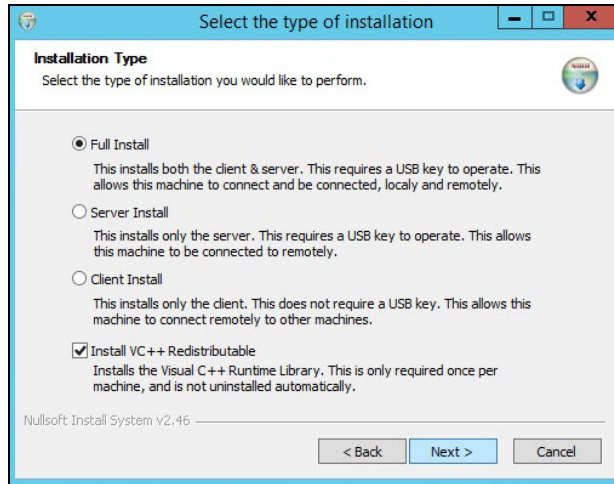 Select the type of installation
Installation Type
Select the type of installation you would like to perform.
Full Install
This installs both the client & server. This requires a USB key to operate. This
allows this machine to connect and be connected, localy and remotely.
Server Install
This installs only the server. This requires a USB key to operate. This allows
this machine to be connected to remotely.
Client Install
This installs only the client. This does not require a USB key. This allows this
machine to connect remotely to other machines.
Install VC++ Redistributable
Installs the Visual C++ Runtime Library. This is only required once per
machine, and is not uninstalled automatically.
Nullsoft Install System v2.46
< Back Next > Cancel